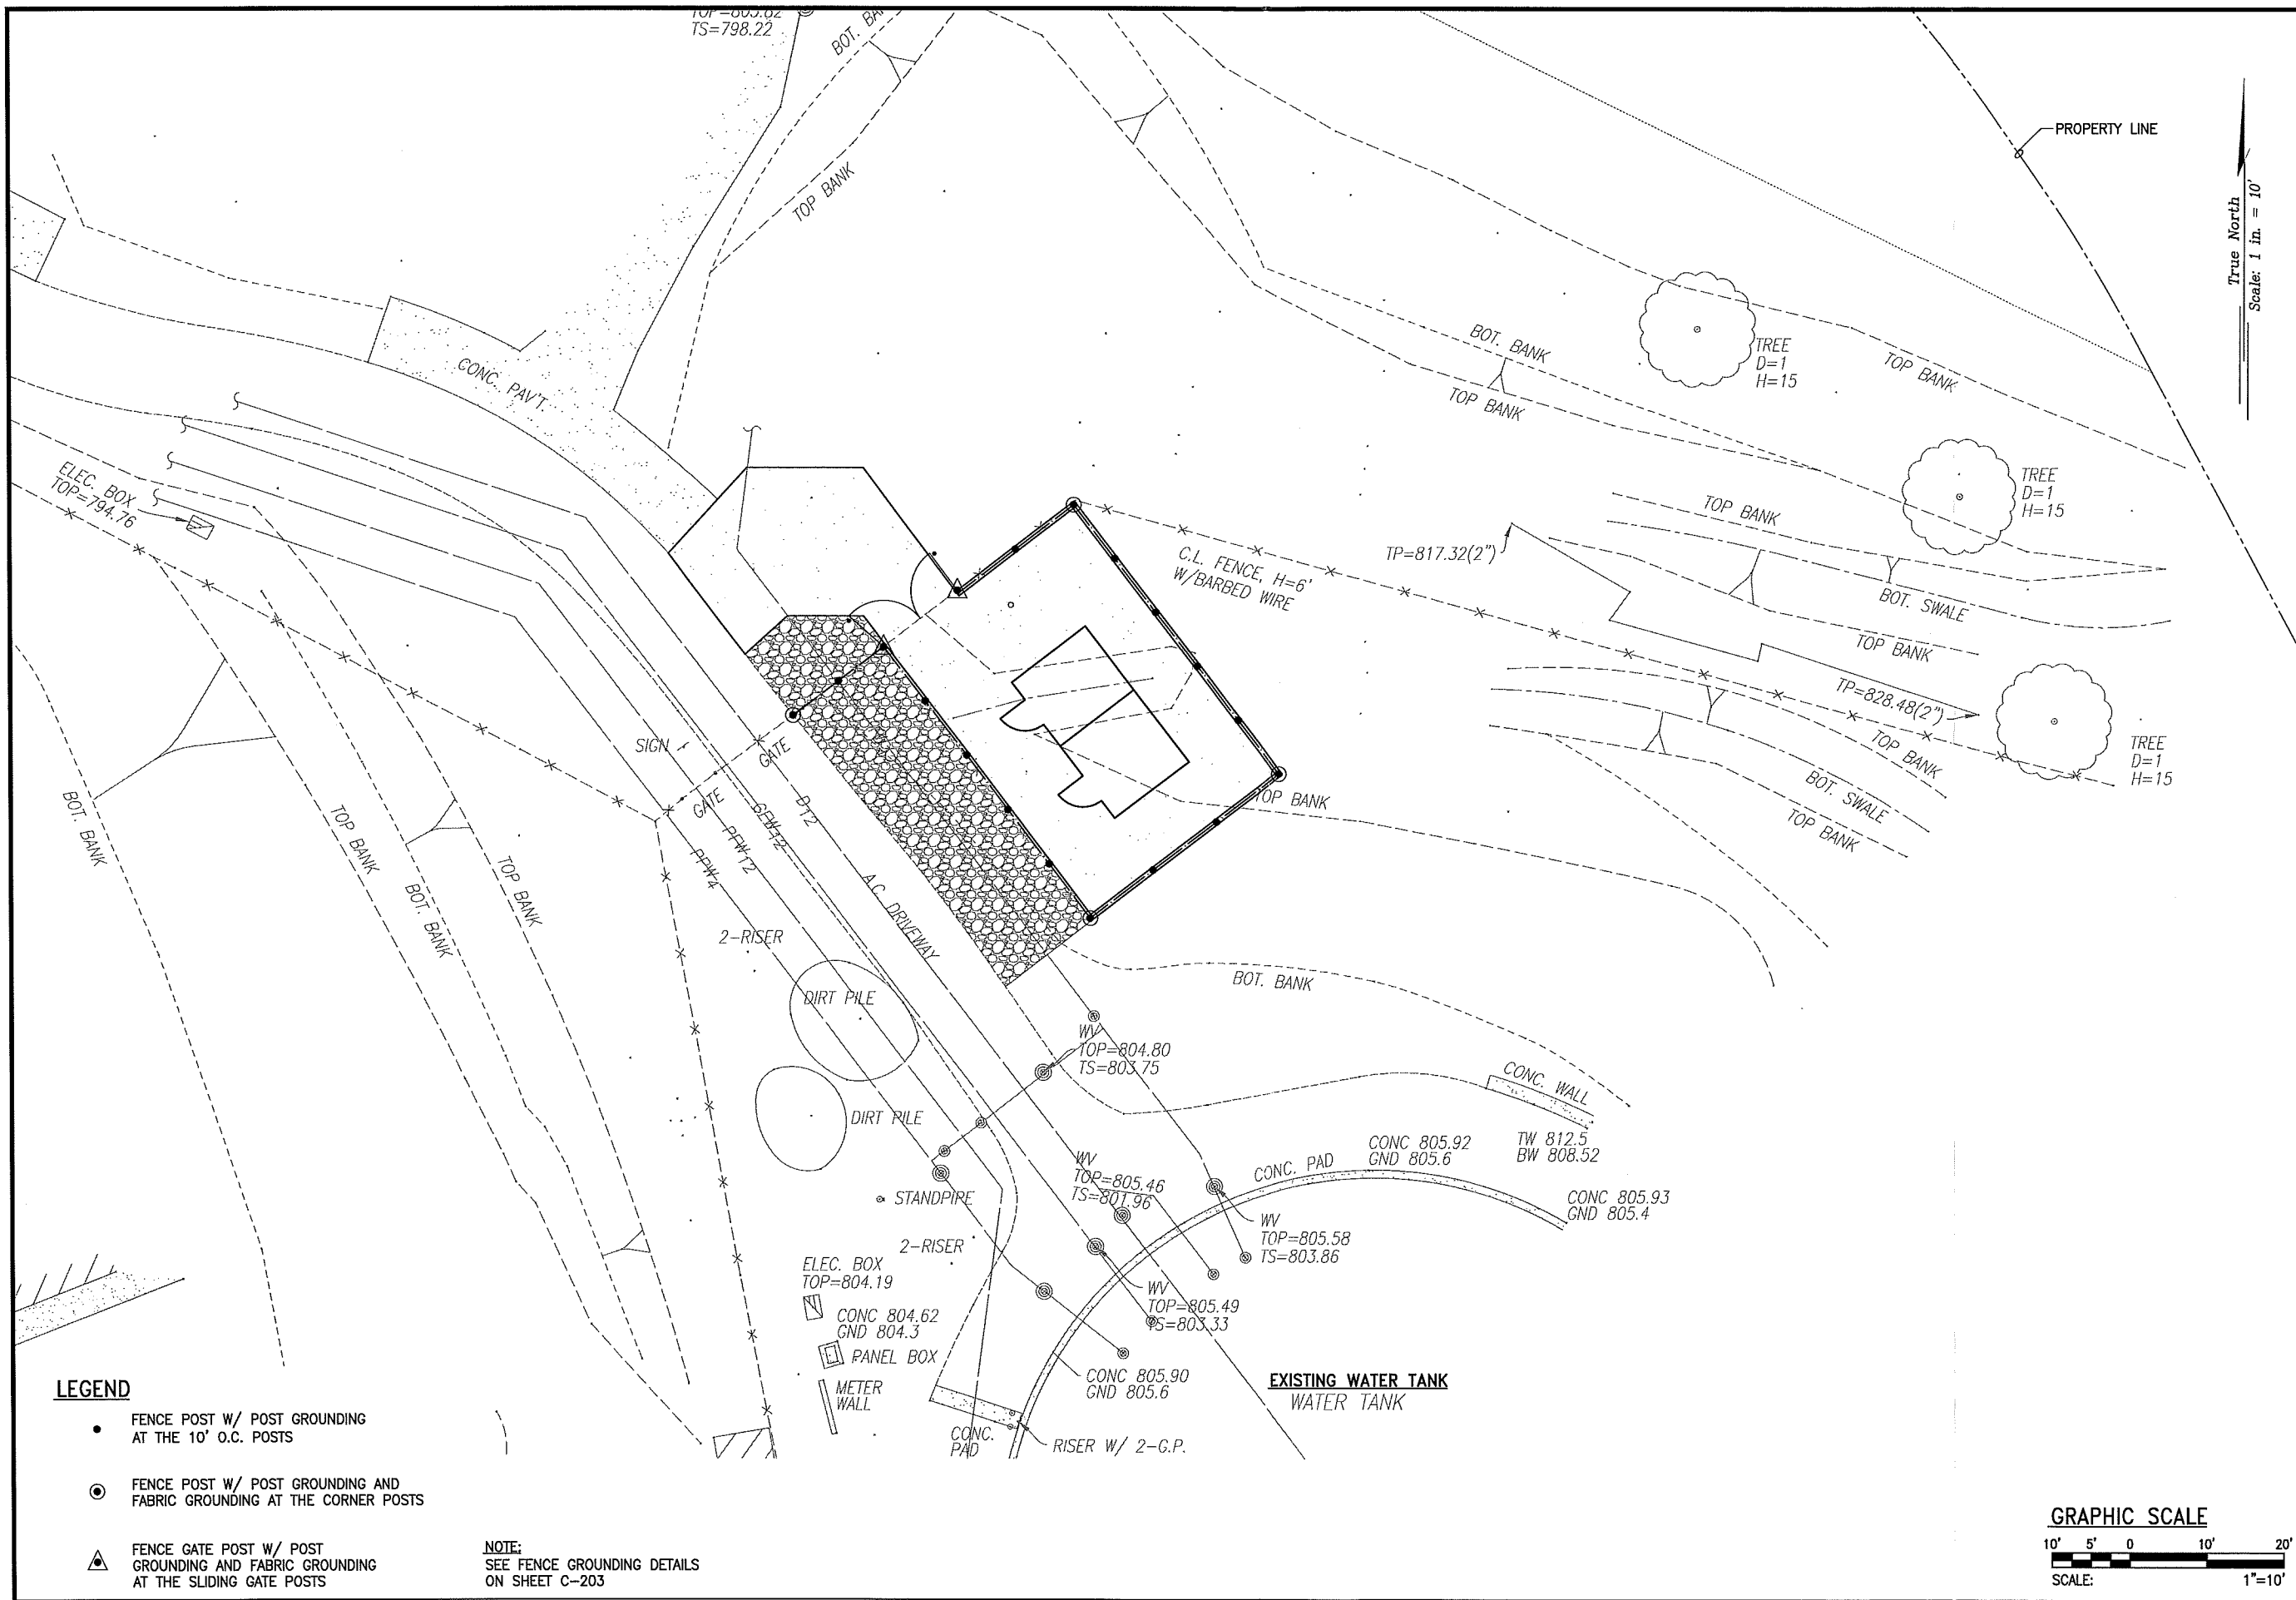 TOP=803.62
TS=798.22
BOT. BANK
TOP BANK
PROPERTY LINE
True North
Scale: 1 in. = 10'
CONC. PAV'T.
ELEC. BOX
TOP=794.76
BOT. BANK
TOP BANK
TREE
D=1
H=15
TOP BANK
TREE
D=1
H=15
TOP BANK
C.L. FENCE, H=6'
W/BARBED WIRE
TP=817.32(2")
BOT. SWALE
TOP BANK
TP=828.48(2")
TOP BANK
TREE
D=1
H=15
BOT. SWALE
TOP BANK
SIGN
GATE
GATE
D12
GFW12
PFW12
PPW4
A.C. DRIVEWAY
TOP BANK
BOT. BANK
TOP BANK
BOT. BANK
TOP BANK
2-RISER
DIRT PILE
BOT. BANK
WV
TOP=804.80
TS=803.75
DIRT PILE
CONC. WALL
TW 812.5
BW 808.52
CONC 805.92
GND 805.6
CONC. PAD
WV
TOP=805.46
TS=801.96
STANDPIPE
CONC 805.93
GND 805.4
WV
TOP=805.58
TS=803.86
2-RISER
ELEC. BOX
TOP=804.19
WV
TOP=805.49
TS=803.33
CONC 804.62
GND 804.3
PANEL BOX
METER
WALL
CONC 805.90
GND 805.6
EXISTING WATER TANK
WATER TANK
CONC.
PAD
RISER W/ 2-G.P.
LEGEND
FENCE POST W/ POST GROUNDING
AT THE 10' O.C. POSTS
FENCE POST W/ POST GROUNDING AND
FABRIC GROUNDING AT THE CORNER POSTS
FENCE GATE POST W/ POST
GROUNDING AND FABRIC GROUNDING
AT THE SLIDING GATE POSTS
NOTE:
SEE FENCE GROUNDING DETAILS
ON SHEET C-203
GRAPHIC SCALE
10' 5' 0 10' 20'
SCALE: 1"=10'